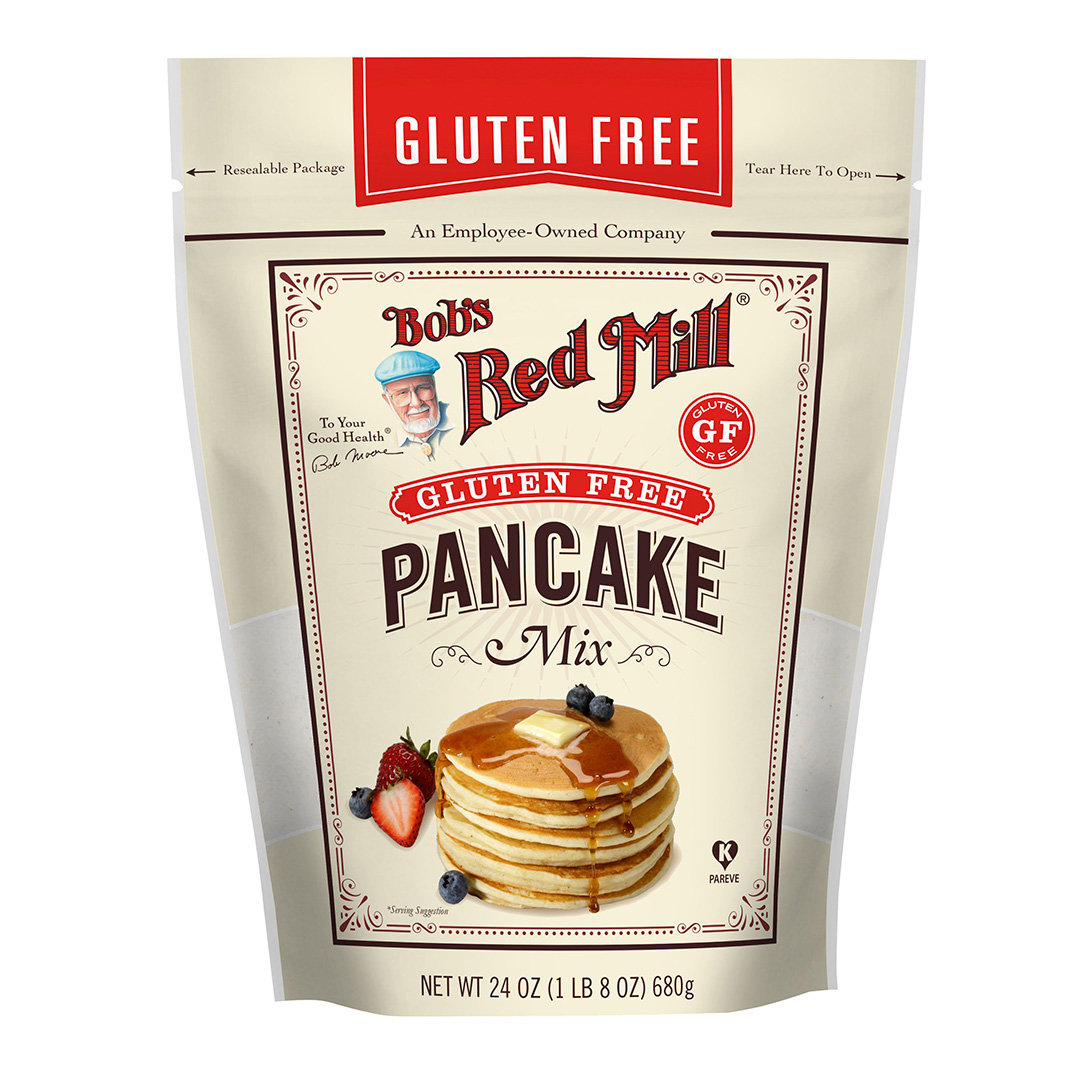 GLUTEN FREE
Resealable Package
Tear Here To Open
An Employee-Owned Company
Bob's
Red Mill®
To Your
Good Health®
Bob Moore
GLUTEN
GF
FREE
GLUTEN FREE
PANCAKE
Mix
K
PAREVE
*Serving Suggestion
NET WT 24 OZ (1 LB 8 OZ) 680g